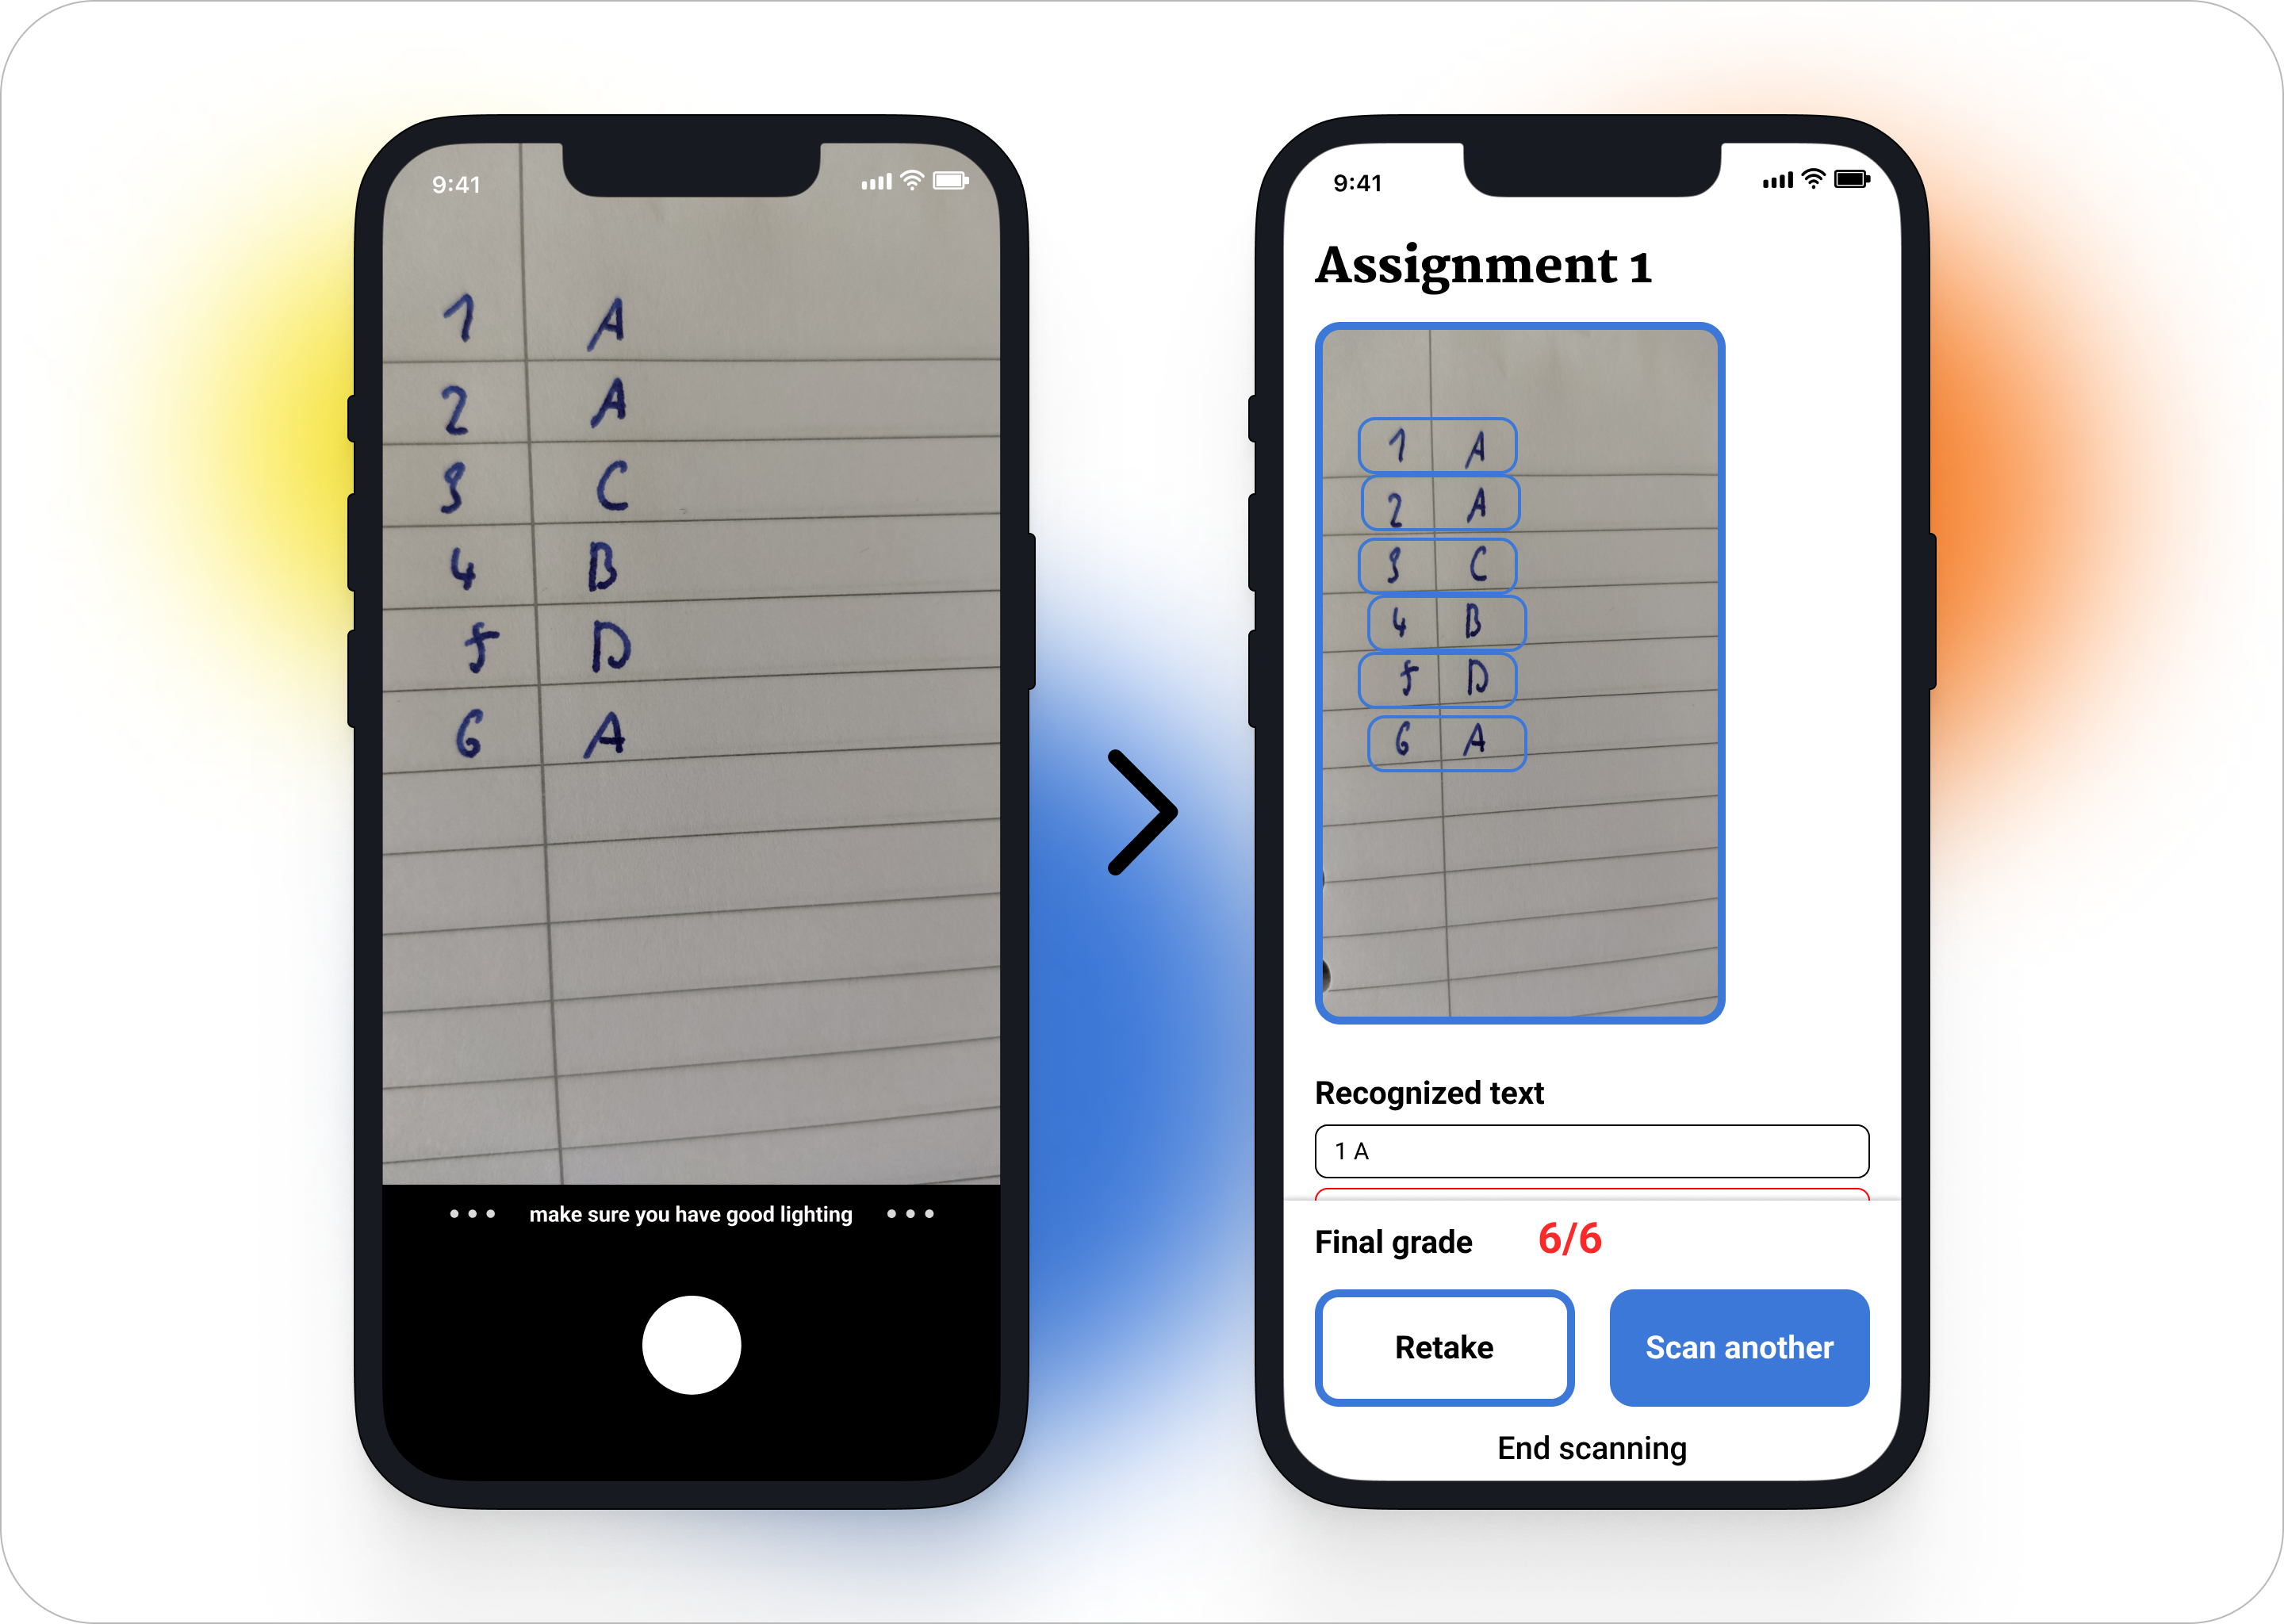 9:41
1 A
2 A
3 C
4 B
5 D
6 A
make sure you have good lighting
9:41
Assignment 1
1 A
2 A
3 C
4 B
5 D
6 A
Recognized text
1 A
Final grade 6/6
Retake Scan another
End scanning